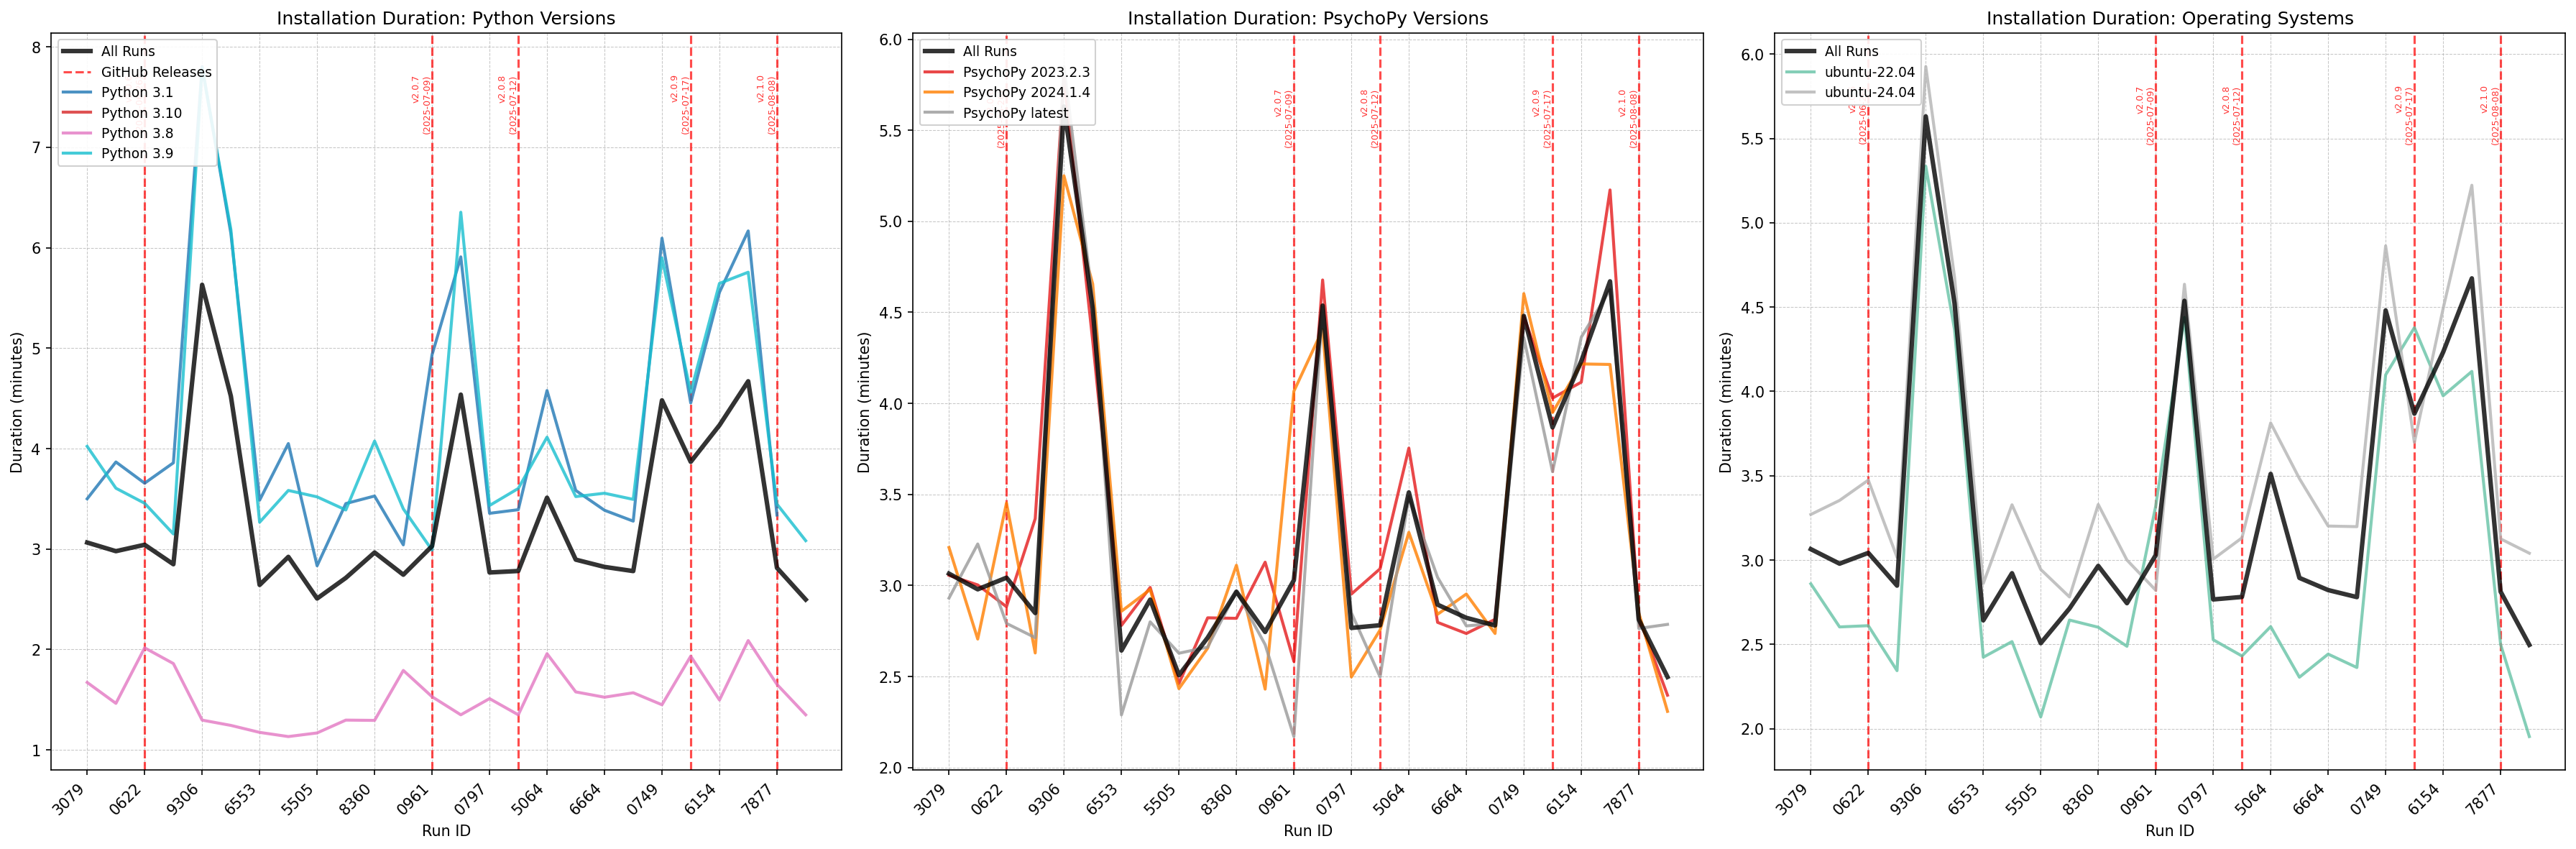 Installation Duration: Python Versions
All Runs
GitHub Releases
Python 3.1
Python 3.10
Python 3.8
Python 3.9
v2.0.7
(2025-07-09)
v2.0.8
(2025-07-12)
v2.0.9
(2025-07-17)
v2.1.0
(2025-08-08)
8
7
6
5
4
3
2
1
Duration (minutes)
3079
0622
9306
6553
5505
8360
0961
0797
5064
6664
0749
6154
7877
Run ID
Installation Duration: PsychoPy Versions
All Runs
PsychoPy 2023.2.3
PsychoPy 2024.1.4
PsychoPy latest
(2025
v2.0.7
(2025-07-09)
v2.0.8
(2025-07-12)
v2.0.9
(2025-07-17)
v2.1.0
(2025-08-08)
6.0
5.5
5.0
4.5
4.0
3.5
3.0
2.5
2.0
Duration (minutes)
3079
0622
9306
6553
5505
8360
0961
0797
5064
6664
0749
6154
7877
Run ID
Installation Duration: Operating Systems
All Runs
ubuntu-22.04
ubuntu-24.04
(2025-06
v2.0.7
(2025-07-09)
v2.0.8
(2025-07-12)
v2.0.9
(2025-07-17)
v2.1.0
(2025-08-08)
6.0
5.5
5.0
4.5
4.0
3.5
3.0
2.5
2.0
Duration (minutes)
3079
0622
9306
6553
5505
8360
0961
0797
5064
6664
0749
6154
7877
Run ID